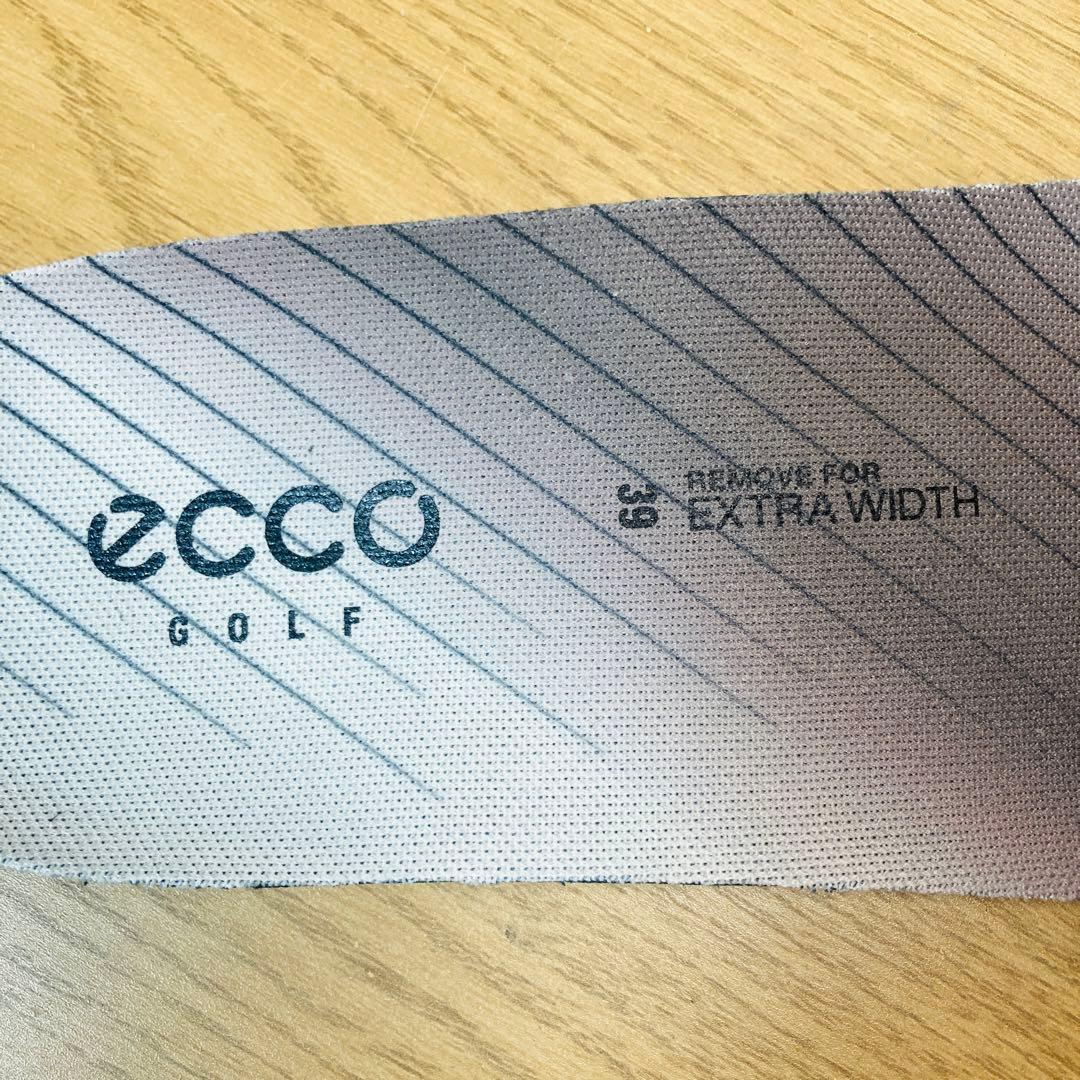 ecco
GOLF
39
REMOVE FOR
EXTRA WIDTH